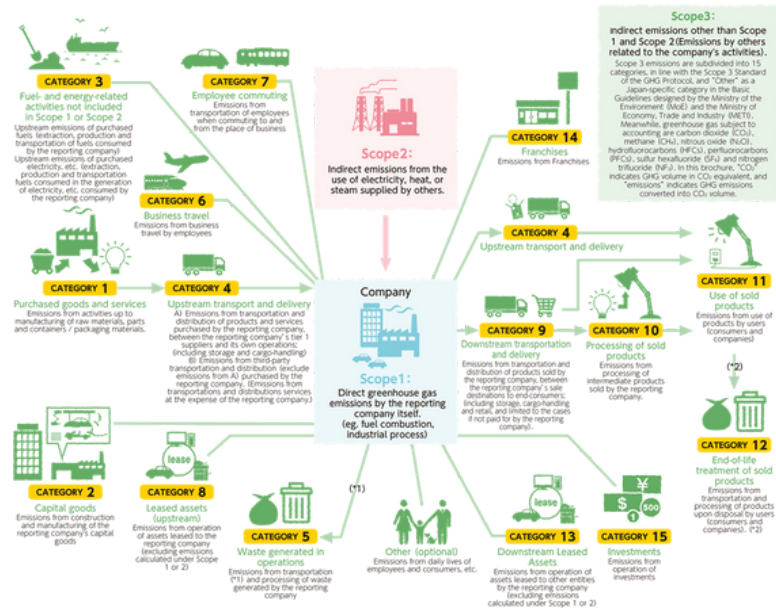 CATEGORY 3
Fuel- and energy-related
activities not included
in Scope 1 or Scope 2
Upstream emissions of purchased
fuels (extraction, production and
transportation of fuels consumed
by the reporting company)
Upstream emissions of purchased
electricity, etc. (extraction,
production and transportation
fuels consumed in the generation
of electricity, etc. consumed by
the reporting company)
CATEGORY 7
Employee commuting
Emissions from
transportation of employees
when commuting to and
from the place of business
CATEGORY 6
Business travel
Emissions from business
travel by employees
Scope2:
Indirect emissions from the
use of electricity, heat, or
steam supplied by others.
CATEGORY 14
Franchises
Emissions from Franchises
Scope3:
Indirect emissions other than Scope
1 and Scope 2(Emissions by others
related to the company's activities).
Scope 3 emissions are subdivided into 15
categories, in line with the Scope 3 Standard
of the GHG Protocol, and "Other" as a
Japan-specific category in the Basic
Guidelines designed by the Ministry of the
Environment (MoE) and the Ministry of
Economy, Trade and Industry (METI).
Meanwhile, greenhouse gas subject to
accounting are carbon dioxide (CO₂),
methane (CH₄), nitrous oxide (N₂O),
hydrofluorocarbons (HFCs), perfluorocarbons
(PFCs), sulfur hexafluoride (SF₆) and nitrogen
trifluoride (NF₃). In this brochure, "CO₂"
indicates GHG volume in CO₂ equivalent, and
"emissions" indicates GHG emissions
converted into CO₂ volume.
CATEGORY 1
Purchased goods and services
Emissions from activities up to
manufacturing of raw materials, parts
and containers / packaging materials.
CATEGORY 4
Upstream transport and delivery
A) Emissions from transportation and
distribution of products and services
purchased by the reporting company,
between the reporting company's tier 1
suppliers and its own operations;
(including storage and cargo-handling)
B) Emissions from third-party
transportation and distribution (exclude
emissions from A) purchased by the
reporting company. (Emissions from
transportations and distributions services
at the expense of the reporting company.)
Company
Scope1:
Direct greenhouse gas
emissions by the reporting
company itself.
(eg. fuel combustion,
industrial process)
CATEGORY 4
Upstream transport and delivery
CATEGORY 9
Downstream transportation
and delivery
Emissions from transportation and
distribution of products sold by
the reporting company, between
the reporting company's sale
destinations to end-consumers;
(including storage, cargo-handling
and retail, and limited to the cases
if not paid for by the reporting
company).
CATEGORY 10
Processing of sold
products
Emissions from
processing of
intermediate products
sold by the reporting
company.
CATEGORY 11
Use of sold
products
Emissions from use of
products by users
(consumers and
companies)
(*2)
CATEGORY 12
End-of-life
treatment of sold
products
Emissions from
transportation and
processing of products
upon disposal by users
(consumers and
companies). (*2)
CATEGORY 2
Capital goods
Emissions from construction
and manufacturing of the
reporting company's capital
goods
lease
CATEGORY 8
Leased assets
(upstream)
Emissions from operation
of assets leased to the
reporting company
(excluding emissions
calculated under Scope
1 or 2)
(*1)
CATEGORY 5
Waste generated in
operations
Emissions from transportation
(*1) and processing of waste
generated by the reporting
company
Other (optional)
Emissions from daily lives of
employees and consumers, etc.
lease
CATEGORY 13
Downstream Leased
Assets
Emissions from operation of
assets leased to other entities
by the reporting company
(excluding emissions
calculated under Scope 1 or 2)
¥
$
1
500
CATEGORY 15
Investments
Emissions from
operation of
investments